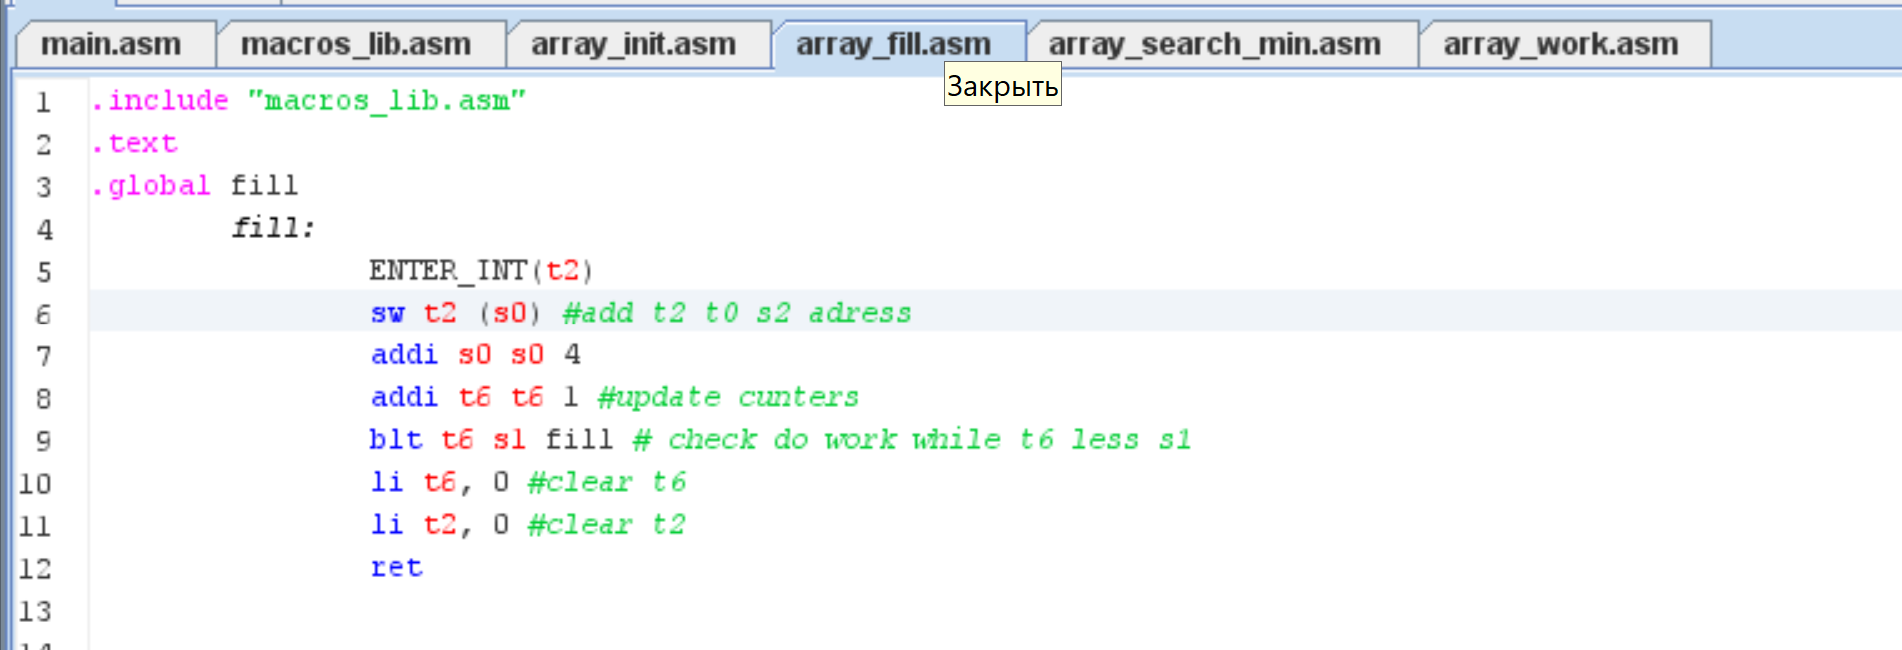 main.asm macros_lib.asm array_init.asm array_fill.asm array_search_min.asm array_work.asm
Закрыть
1 .include "macros_lib.asm"
2 .text
3 .global fill
4 fill:
5 ENTER_INT(t2)
6 sw t2 (s0) #add t2 t0 s2 adress
7 addi s0 s0 4
8 addi t6 t6 1 #update cunters
9 blt t6 s1 fill # check do work while t6 less s1
10 li t6, 0 #clear t6
11 li t2, 0 #clear t2
12 ret
13